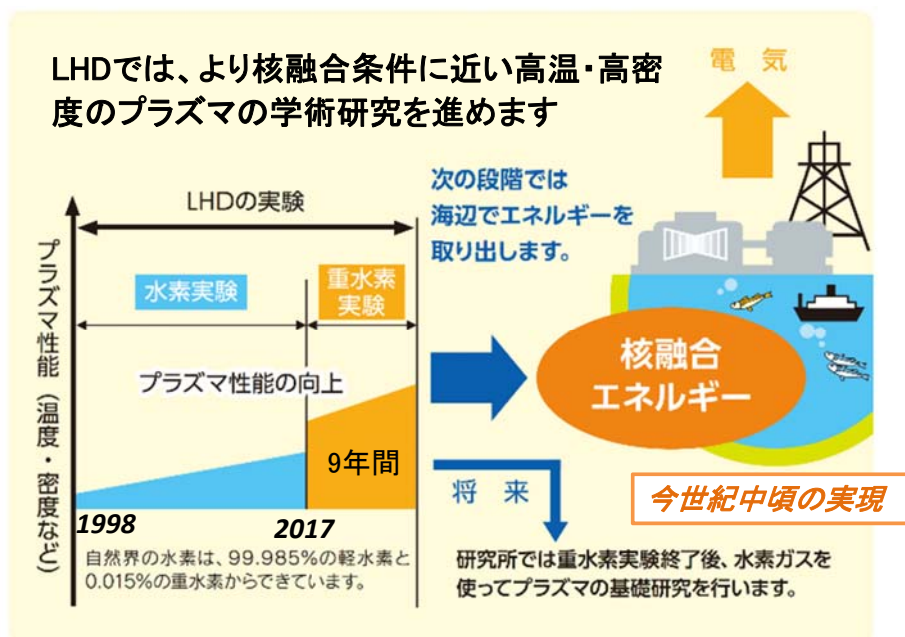 LHDでは、より核融合条件に近い高温・高密
度のプラズマの学術研究を進めます
電 気
次の段階では
海辺でエネルギーを
取り出します。
LHDの実験
水素実験
重水素
実験
プラズマ性能の向上
プラズマ性能（温度・密度など）
9年間
1998
2017
自然界の水素は、99.985%の軽水素と
0.015%の重水素からできています。
核融合
エネルギー
将 来
今世紀中頃の実現
研究所では重水素実験終了後、水素ガスを
使ってプラズマの基礎研究を行います。